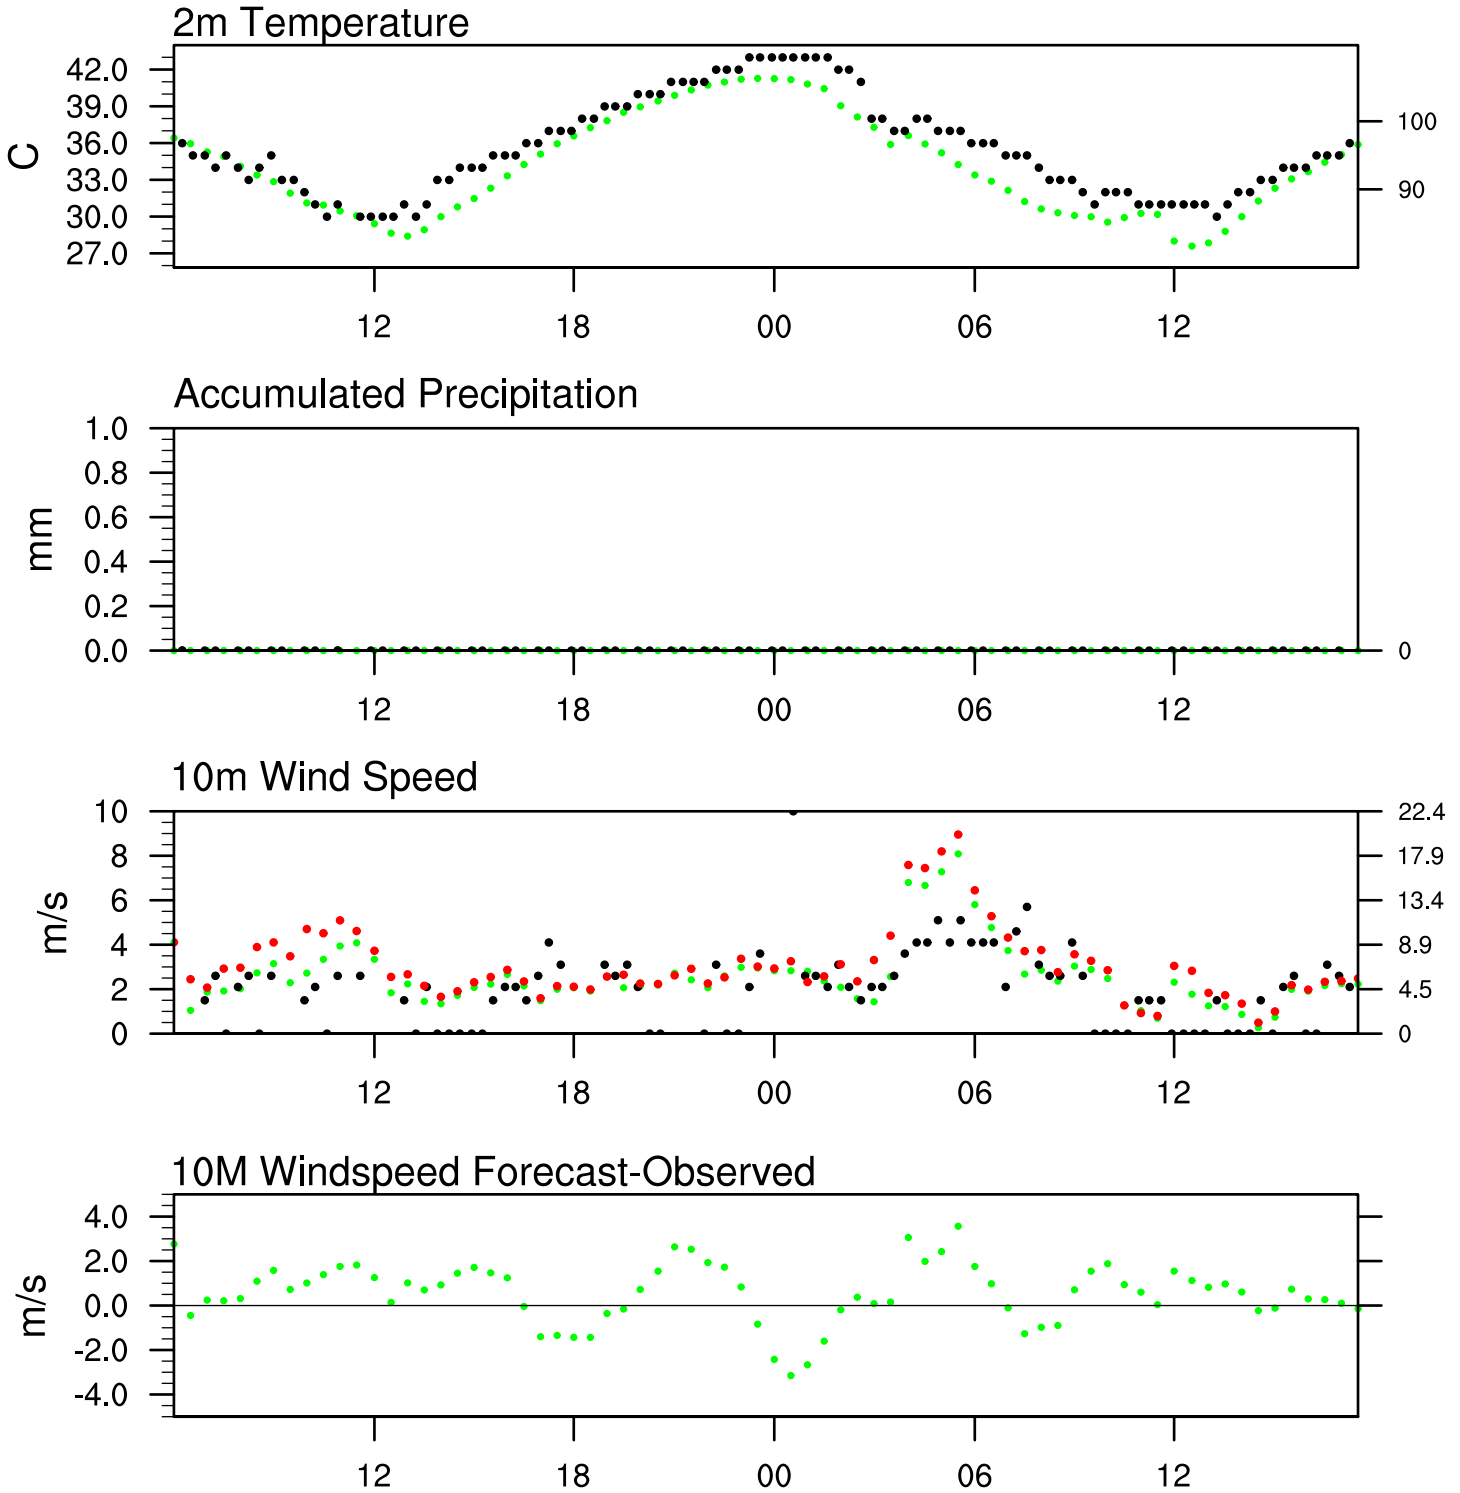 2m Temperature
42.0
39.0
36.0
33.0
30.0
27.0
C
100
90
12 18 00 06 12
Accumulated Precipitation
1.0
0.8
0.6
0.4
0.2
0.0
mm
0
12 18 00 06 12
10m Wind Speed
10
8
6
4
2
0
m/s
22.4
17.9
13.4
8.9
4.5
0
12 18 00 06 12
10M Windspeed Forecast-Observed
4.0
2.0
0.0
-2.0
-4.0
m/s
12 18 00 06 12